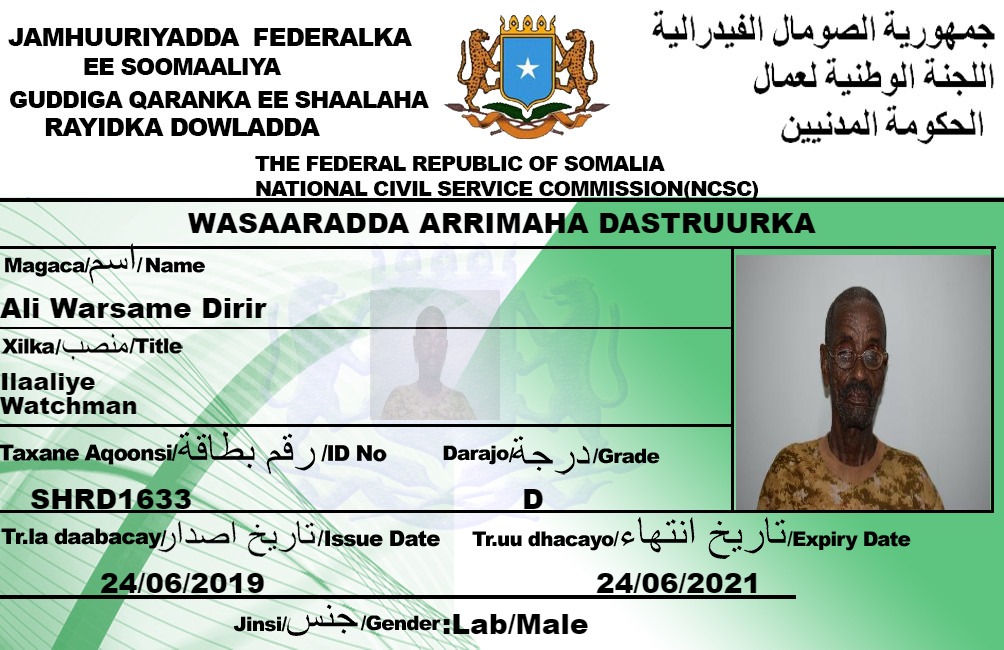 JAMHUURIYADDA FEDERALKA
EE SOOMAALIYA
GUDDIGA QARANKA EE SHAALAHA
RAYIDKA DOWLADDA
جمهورية الصومال الفيدرالية
اللجنة الوطنية لعمال
الحكومة المدنيين
THE FEDERAL REPUBLIC OF SOMALIA
NATIONAL CIVIL SERVICE COMMISSION(NCSC)
WASAARADDA ARRIMAHA DASTRUURKA
Magaca/اسم/Name
Ali Warsame Dirir
Xilka/منصب/Title
Ilaaliye
Watchman
Taxane Aqoonsi/رقم بطاقة/ID No
SHRD1633
Darajo/درجة/Grade
D
Tr.la daabacay/تاريخ اصدار/Issue Date
24/06/2019
Tr.uu dhacayo/تاريخ انتهاء/Expiry Date
24/06/2021
Jinsi/جنس/Gender:Lab/Male